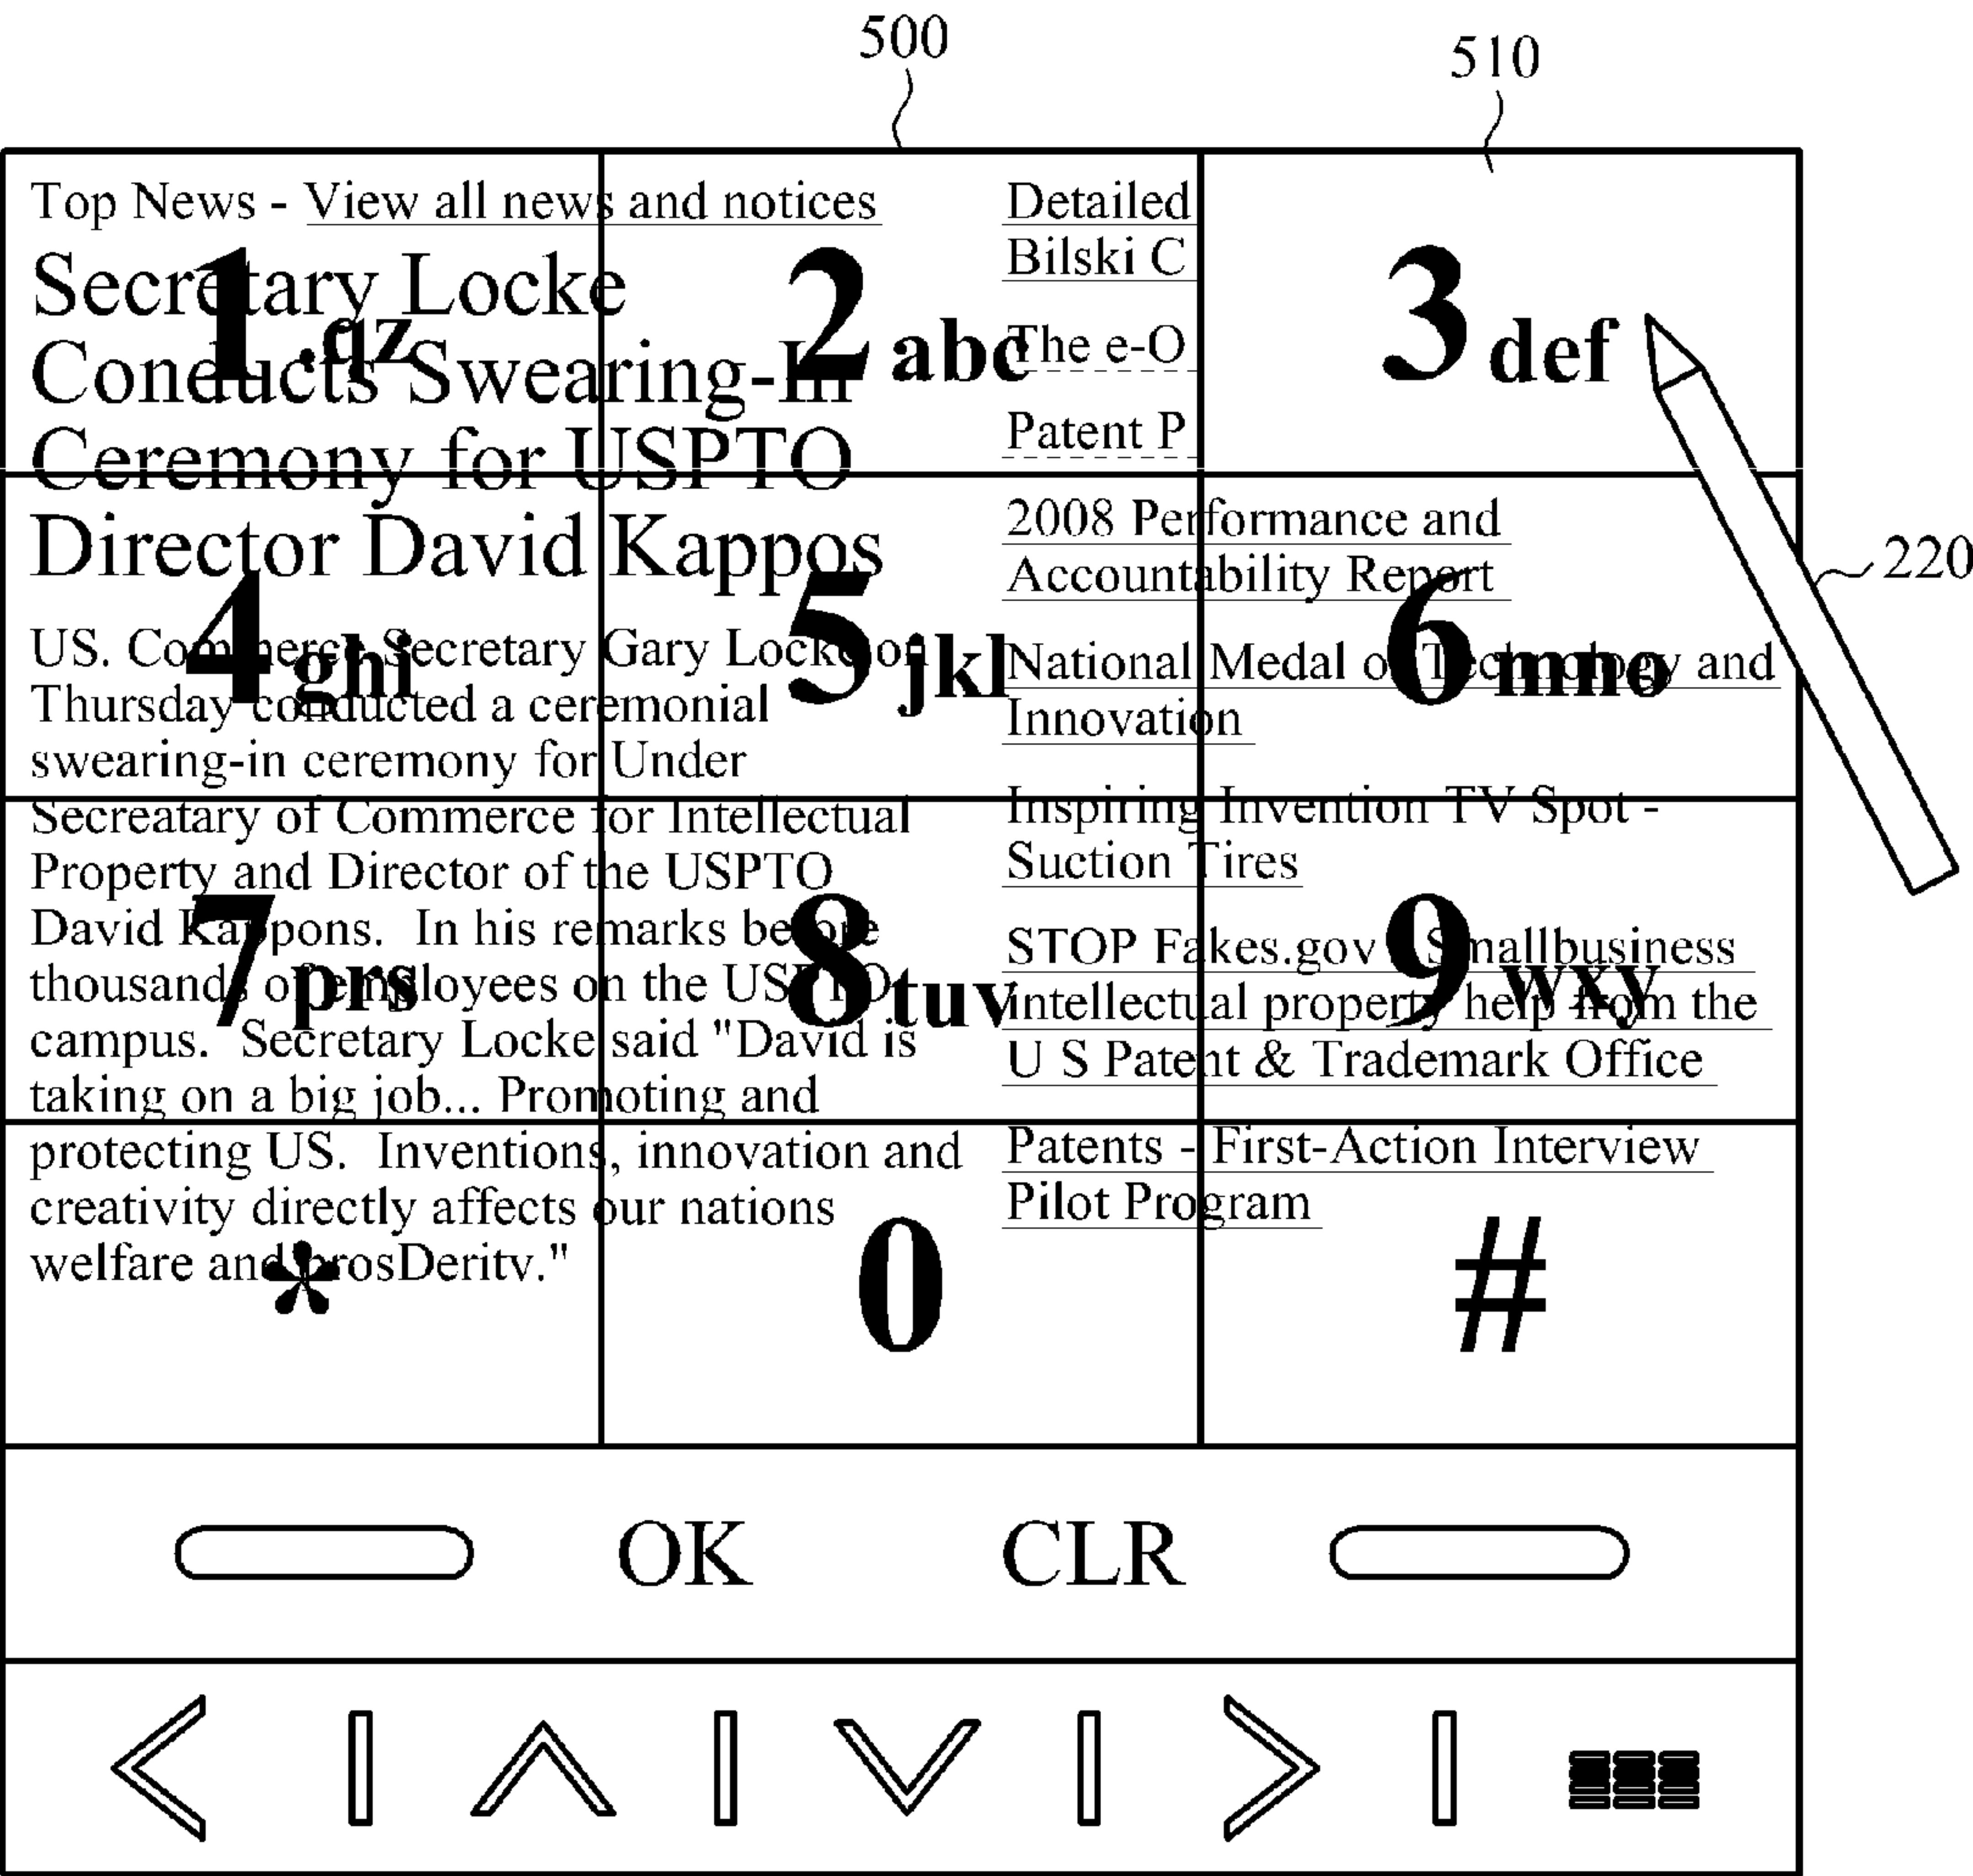 500
510
Top News - View all news and notices
Secretary Locke
Conducts Swearing-In
Ceremony for USPTO
Director David Kappos
US. Commerce Secretary Gary Locke on
Thursday conducted a ceremonial
swearing-in ceremony for Under
Secreatary of Commerce for Intellectual
Property and Director of the USPTO
David Kappons. In his remarks before
thousands of employees on the USPTO
campus. Secretary Locke said "David is
taking on a big job... Promoting and
protecting US. Inventions, innovation and
creativity directly affects our nations
welfare and prosDeritv."
Detailed
Bilski C
The e-O
Patent P
2008 Performance and
Accountability Report
National Medal of Technology and
Innovation
Inspiring Invention TV Spot -
Suction Tires
STOP Fakes.gov Smallbusiness
intellectual property help from the
U S Patent & Trademark Office
Patents - First-Action Interview
Pilot Program
1 .qz
2 abc
3 def
4 ghi
5 jkl
6 mno
7 prs
8 tuv
9 wxy
*
0
#
220
OK
CLR